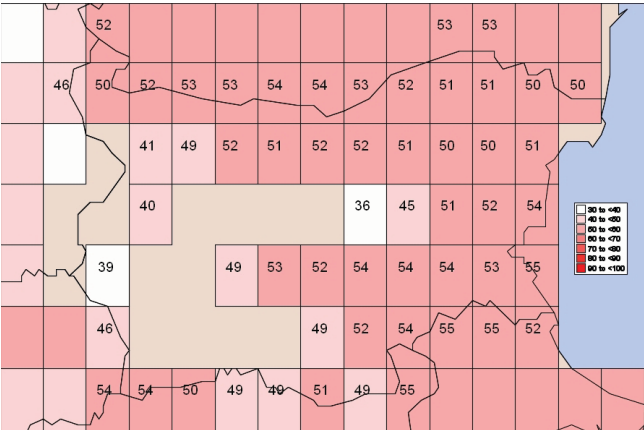 52 53 53
46 50 52 53 53 54 54 53 52 51 51 50 50
41 49 52 51 52 52 51 50 50 51
40 36 45 51 52 54
30 to <40
40 to <50
50 to <60
60 to <70
70 to <80
80 to <90
90 to <100
39 49 53 52 54 54 54 53 55
46 49 52 54 55 55 52
54 54 50 49 49 51 49 55